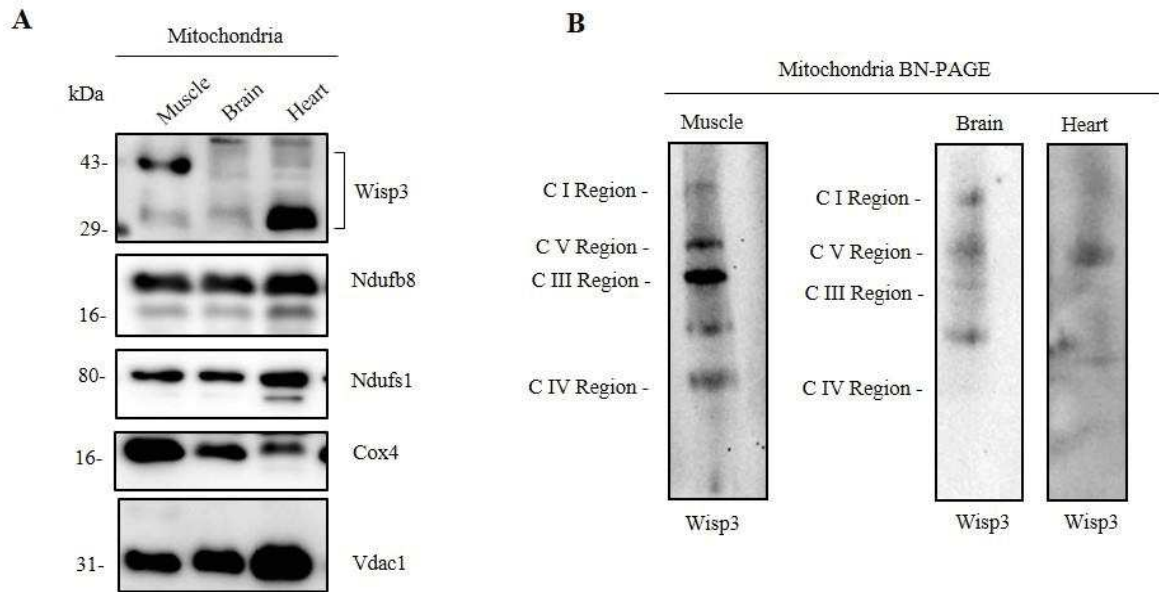 A
Mitochondria
kDa
Muscle
Brain
Heart
43-
29-
Wisp3
16-
Ndufb8
80-
Ndufs1
16-
Cox4
31-
Vdac1
B
Mitochondria BN-PAGE
Muscle
C I Region -
C V Region -
C III Region -
C IV Region -
Wisp3
Brain Heart
C I Region -
C V Region -
C III Region -
C IV Region -
Wisp3 Wisp3